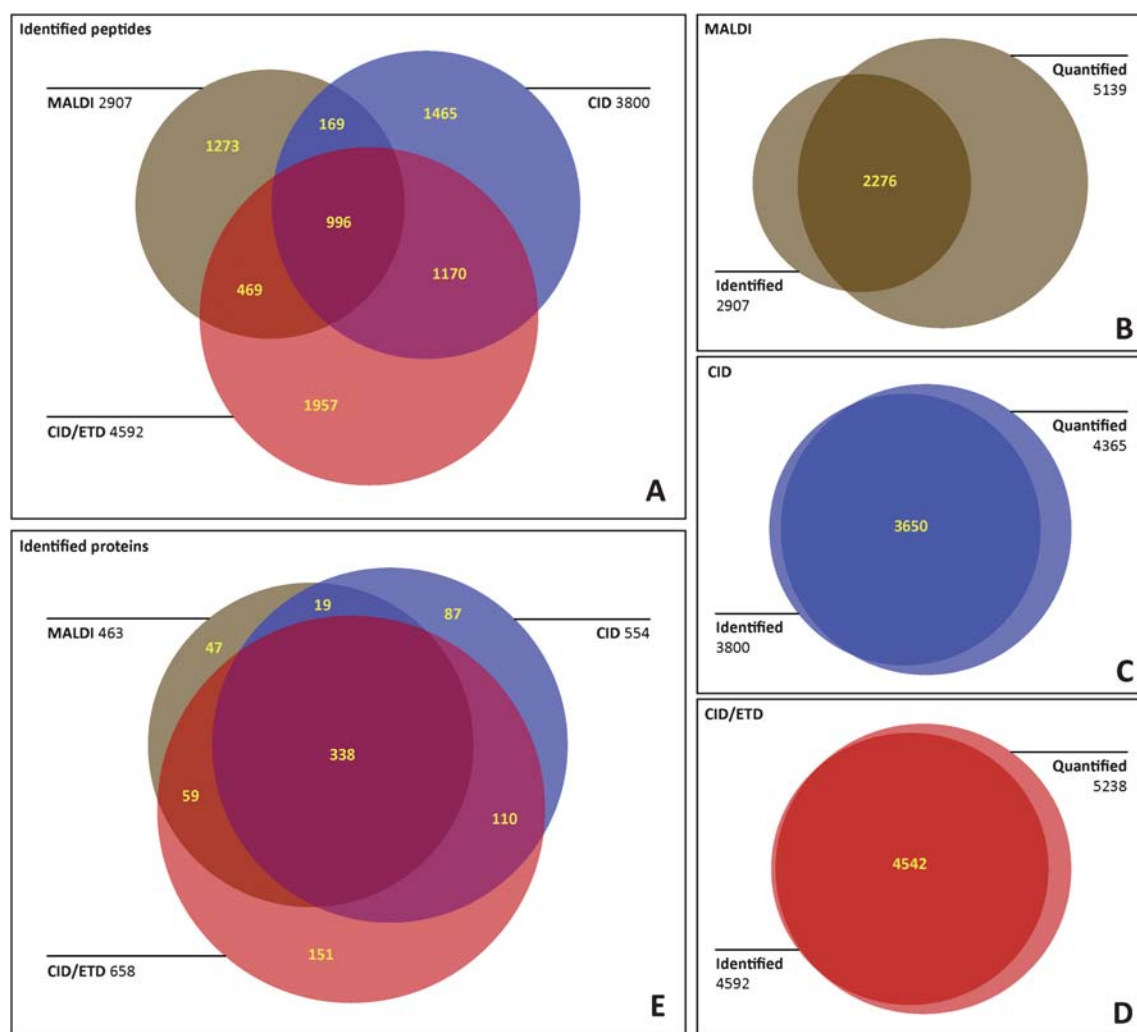 Identified peptides
MALDI 2907
CID 3800
169
1465
1273
996
1170
469
1957
CID/ETD 4592
A
MALDI
Quantified
5139
2276
Identified
2907
B
CID
Quantified
4365
3650
Identified
3800
C
Identified proteins
MALDI 463
CID 554
19
87
47
338
59
110
151
CID/ETD 658
E
CID/ETD
Quantified
5238
4542
Identified
4592
D